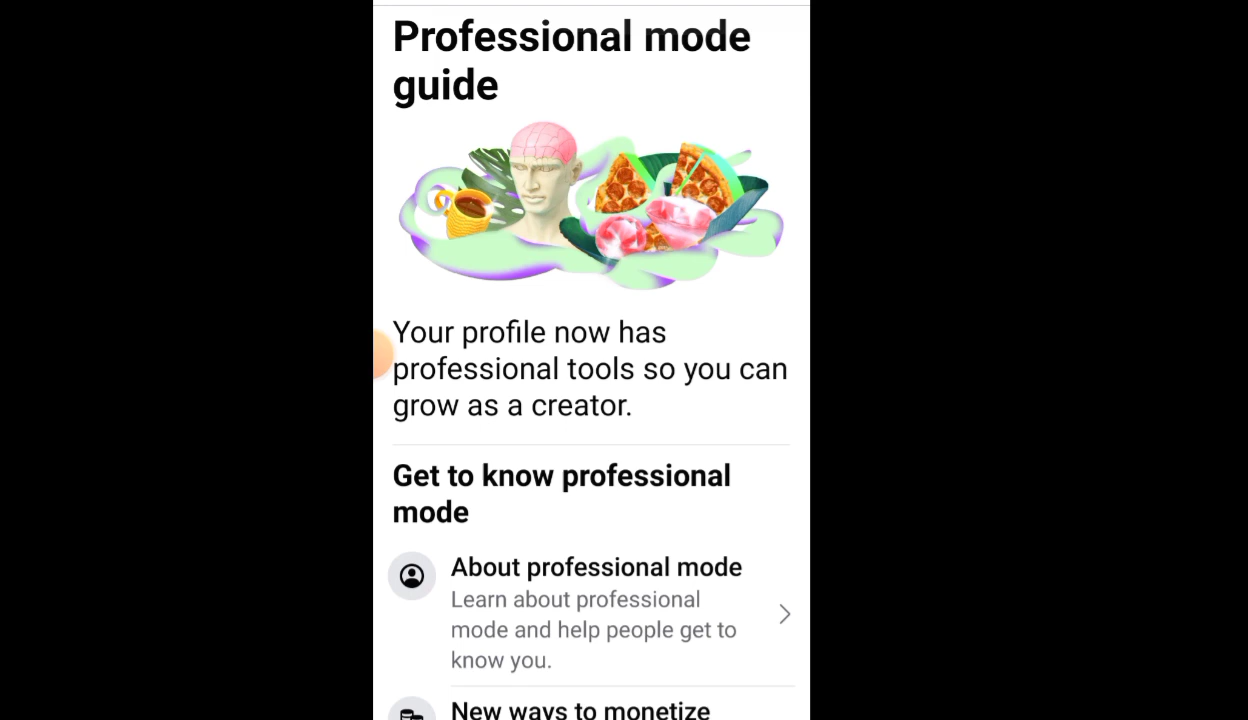 Professional mode
guide
Your profile now has
professional tools so you can
grow as a creator.
Get to know professional
mode
About professional mode
Learn about professional
mode and help people get to
know you.
New ways to monetize